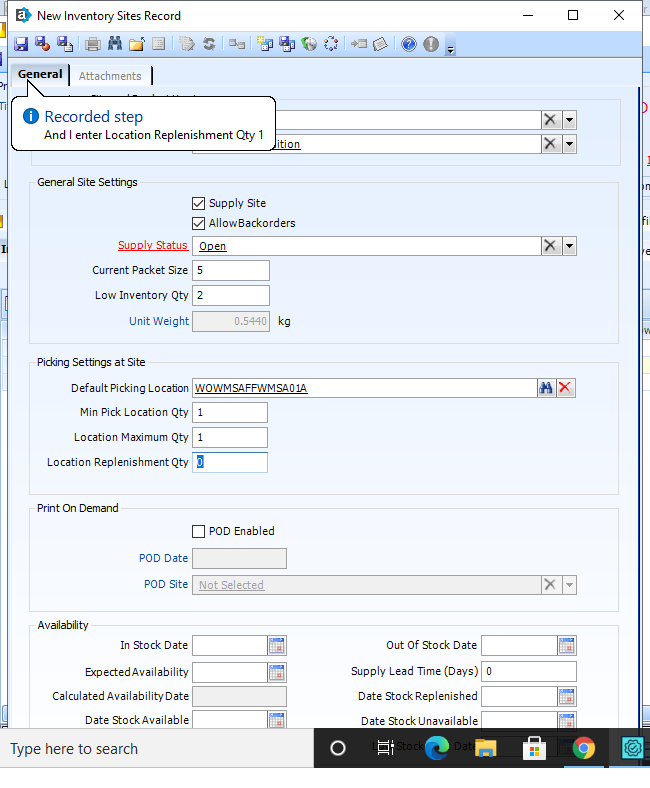 New Inventory Sites Record
General
Attachments
Recorded step
And I enter Location Replenishment Qty 1
ition
General Site Settings
Supply Site
Allow Backorders
Supply Status
Open
Current Packet Size
5
Low Inventory Qty
2
Unit Weight
0.5440
kg
Picking Settings at Site
Default Picking Location
WOWMSAFFWMSA01A
Min Pick Location Qty
1
Location Maximum Qty
1
Location Replenishment Qty
0
Print On Demand
POD Enabled
POD Date
POD Site
Not Selected
Availability
In Stock Date
Out Of Stock Date
Expected Availability
Supply Lead Time (Days)
0
Calculated Availability Date
Date Stock Replenished
Date Stock Available
Date Stock Unavailable
Type here to search